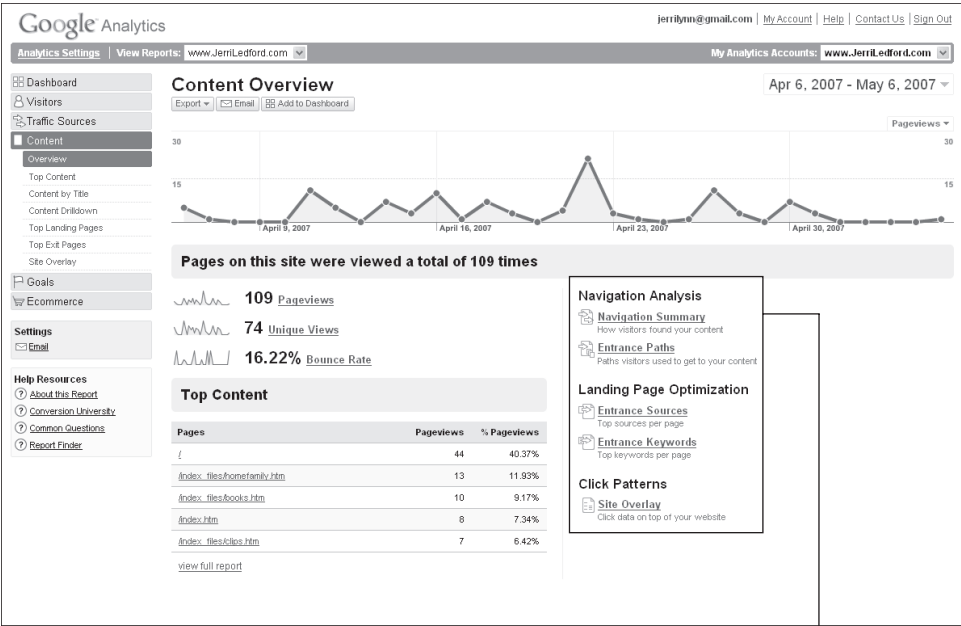 Google Analytics
jerrilynn@gmail.com | My Account | Help | Contact Us | Sign Out
Analytics Settings | View Reports: www.JerriLedford.com
My Analytics Accounts: www.JerriLedford.com
Dashboard
Visitors
Traffic Sources
Content
Overview
Top Content
Content by Title
Content Drilldown
Top Landing Pages
Top Exit Pages
Site Overlay
Goals
Ecommerce
Settings
Email
Help Resources
? About this Report
? Conversion University
? Common Questions
? Report Finder
Content Overview
Apr 6, 2007 - May 6, 2007
Export Email Add to Dashboard
Pageviews
30 30
15 15
April 9, 2007 April 16, 2007 April 23, 2007 April 30, 2007
Pages on this site were viewed a total of 109 times
109 Pageviews
74 Unique Views
16.22% Bounce Rate
Top Content
Pages Pageviews % Pageviews
/ 44 40.37%
/index_files/homefamily.htm 13 11.93%
/index_files/books.htm 10 9.17%
/index.htm 8 7.34%
/index_files/clips.htm 7 6.42%
view full report
Navigation Analysis
Navigation Summary
How visitors found your content
Entrance Paths
Paths visitors used to get to your content
Landing Page Optimization
Entrance Sources
Top sources per page
Entrance Keywords
Top keywords per page
Click Patterns
Site Overlay
Click data on top of your website